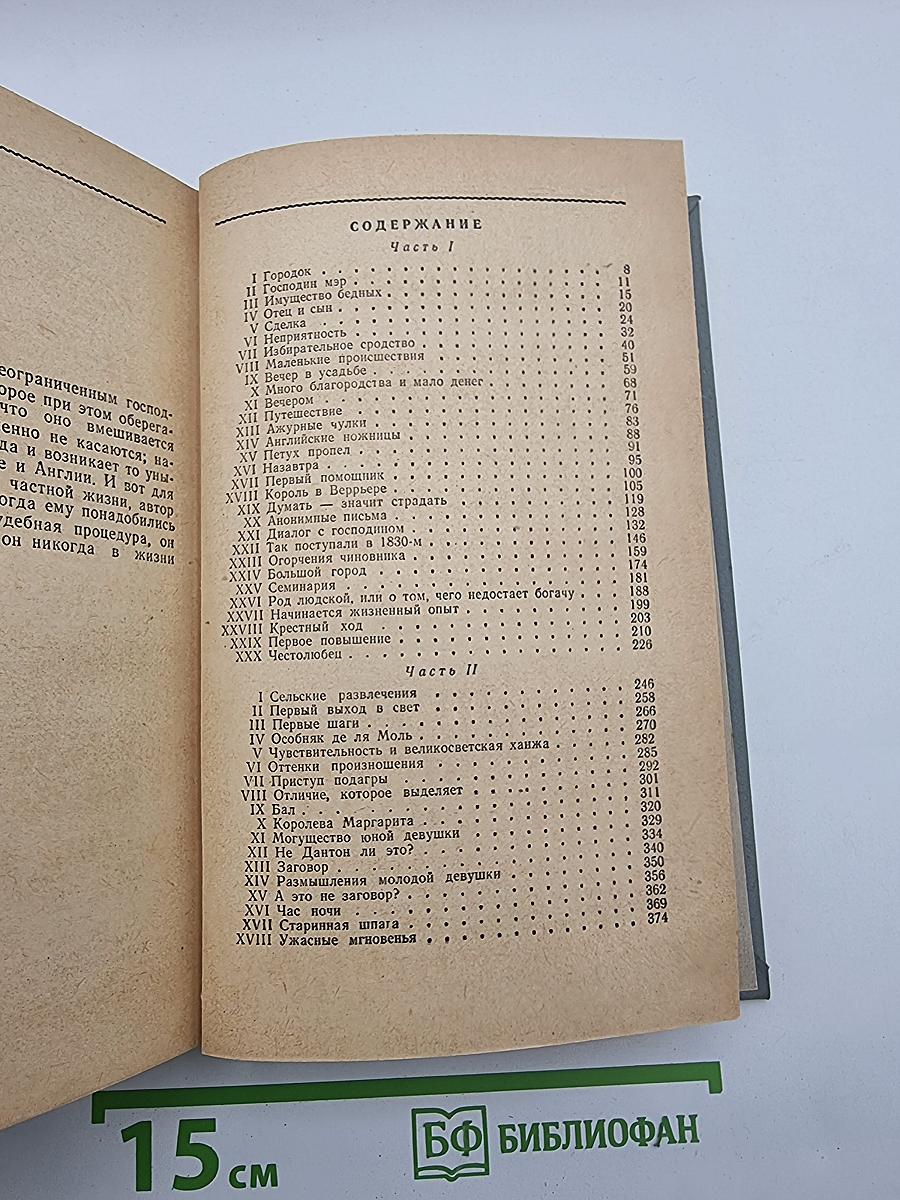 еограниченным господ-
орое при этом оберега-
что оно вмешивается
енно не касаются; на-
да и возникает то уны-
е и Англии. И вот для
частной жизни, автор
огда ему понадобились
удебная процедура, он
он никогда в жизни
СОДЕРЖАНИЕ
Часть I
I Городок . . . . 8
II Господин мэр . . . . 11
III Имущество бедных . . . . 15
IV Отец и сын . . . . 20
V Сделка . . . . 24
VI Неприятность . . . . 32
VII Избирательное сродство . . . . 40
VIII Маленькие происшествия . . . . 51
IX Вечер в усадьбе . . . . 59
X Много благородства и мало денег . . . . 68
XI Вечером . . . . 71
XII Путешествие . . . . 76
XIII Ажурные чулки . . . . 83
XIV Английские ножницы . . . . 88
XV Петух пропел . . . . 91
XVI Назавтра . . . . 95
XVII Первый помощник . . . . 100
XVIII Король в Веррьере . . . . 105
XIX Думать — значит страдать . . . . 119
XX Анонимные письма . . . . 128
XXI Диалог с господином . . . . 132
XXII Так поступали в 1830-м . . . . 146
XXIII Огорчения чиновника . . . . 159
XXIV Большой город . . . . 174
XXV Семинария . . . . 181
XXVI Род людской, или о том, чего недостает богачу . . . 188
XXVII Начинается жизненный опыт . . . . 199
XXVIII Крестный ход . . . . 203
XXIX Первое повышение . . . . 210
XXX Честолюбец . . . . 226
Часть II
I Сельские развлечения . . . . 246
II Первый выход в свет . . . . 258
III Первые шаги . . . . 266
IV Особняк де ля Моль . . . . 270
V Чувствительность и великосветская ханжа . . . . 282
VI Оттенки произношения . . . . 285
VII Приступ подагры . . . . 292
VIII Отличие, которое выделяет . . . . 301
IX Бал . . . . 311
X Королева Маргарита . . . . 320
XI Могущество юной девушки . . . . 329
XII Не Дантон ли это? . . . . 334
XIII Заговор . . . . 340
XIV Размышления молодой девушки . . . . 350
XV А это не заговор? . . . . 356
XVI Час ночи . . . . 362
XVII Старинная шпага . . . . 369
XVIII Ужасные мгновенья . . . . 374
15 см
БФ БИБЛИОФАН